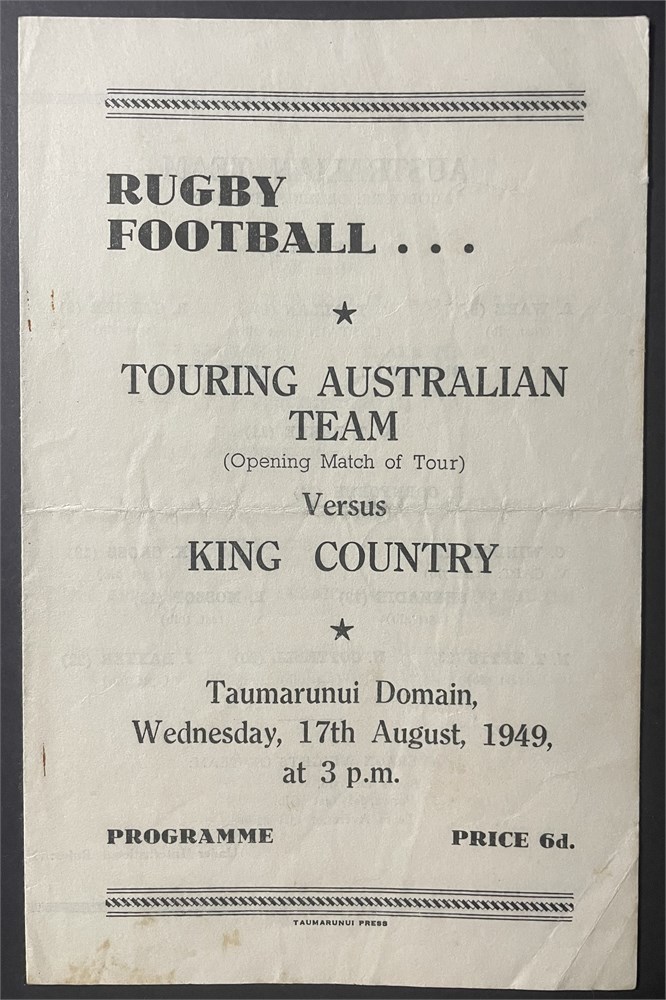 RUGBY
FOOTBALL . . .
TOURING AUSTRALIAN
TEAM
(Opening Match of Tour)
Versus
KING COUNTRY
Taumarunui Domain,
Wednesday, 17th August, 1949,
at 3 p.m.
PROGRAMME PRICE 6d.
TAUMARUNUI PRESS